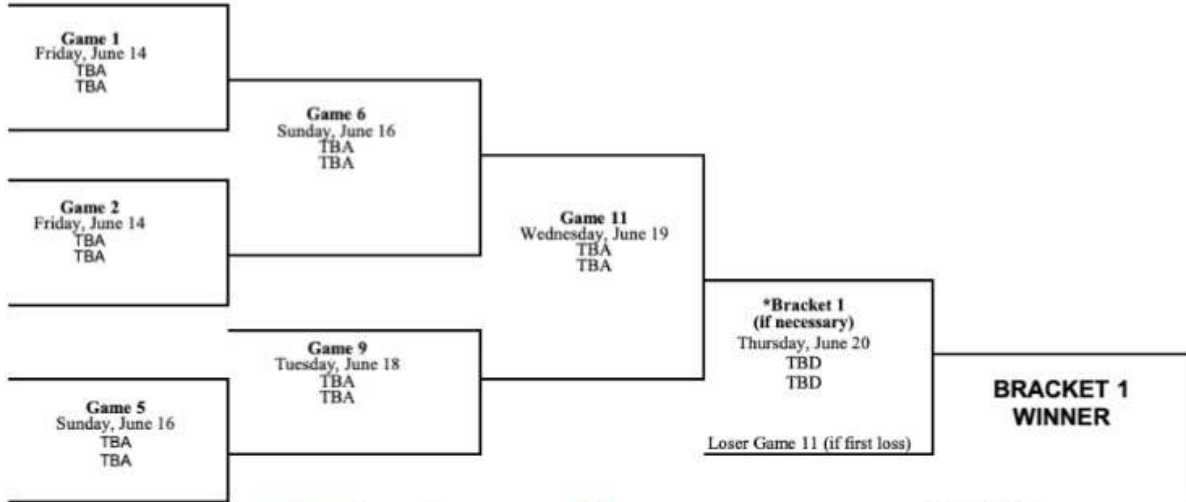 Game 1
Friday, June 14
TBA
TBA
Game 6
Sunday, June 16
TBA
TBA
Game 2
Friday, June 14
TBA
TBA
Game 11
Wednesday, June 19
TBA
TBA
*Bracket 1
(if necessary)
Thursday, June 20
TBD
TBD
Game 9
Tuesday, June 18
TBA
TBA
BRACKET 1
WINNER
Game 5
Sunday, June 16
TBA
TBA
Loser Game 11 (if first loss)